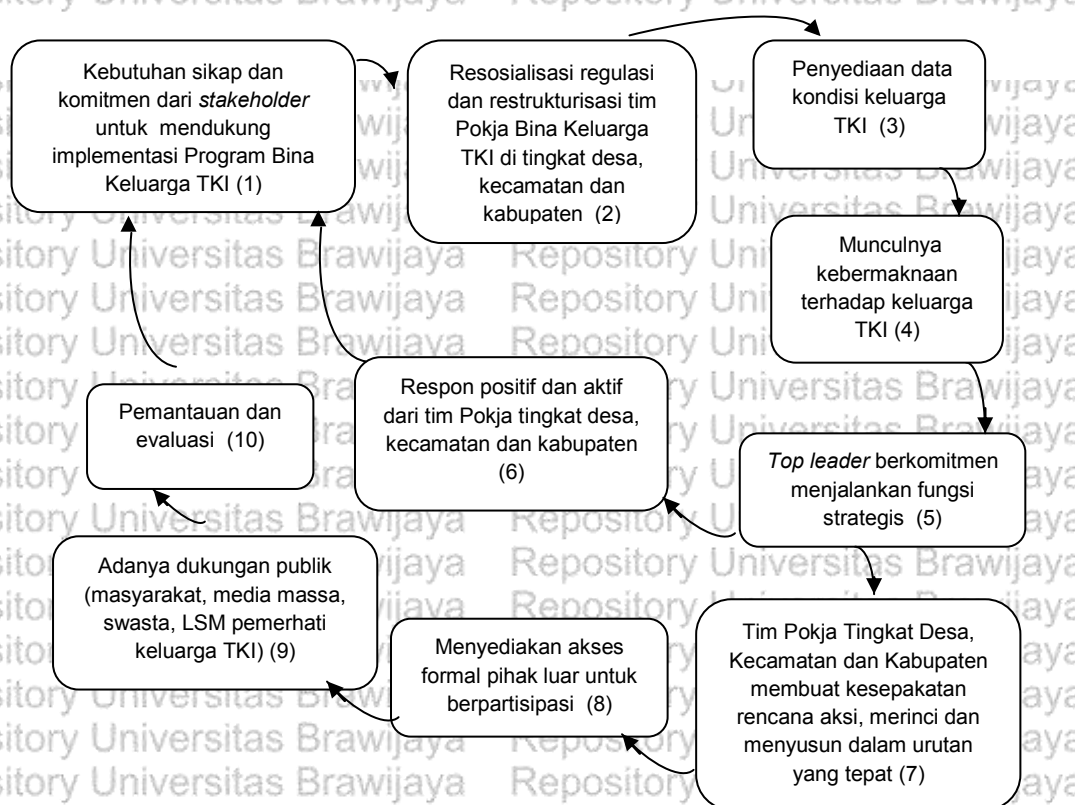 Kebutuhan sikap dan
komitmen dari stakeholder
untuk mendukung
implementasi Program Bina
Keluarga TKI (1)
Resosialisasi regulasi
dan restrukturisasi tim
Pokja Bina Keluarga
TKI di tingkat desa,
kecamatan dan
kabupaten (2)
Penyediaan data
kondisi keluarga
TKI (3)
Munculnya
kebermaknaan
terhadap keluarga
TKI (4)
Top leader berkomitmen
menjalankan fungsi
strategis (5)
Respon positif dan aktif
dari tim Pokja tingkat desa,
kecamatan dan kabupaten
(6)
Tim Pokja Tingkat Desa,
Kecamatan dan Kabupaten
membuat kesepakatan
rencana aksi, merinci dan
menyusun dalam urutan
yang tepat (7)
Menyediakan akses
formal pihak luar untuk
berpartisipasi (8)
Adanya dukungan publik
(masyarakat, media massa,
swasta, LSM pemerhati
keluarga TKI) (9)
Pemantauan dan
evaluasi (10)
Repository Universitas Brawijaya